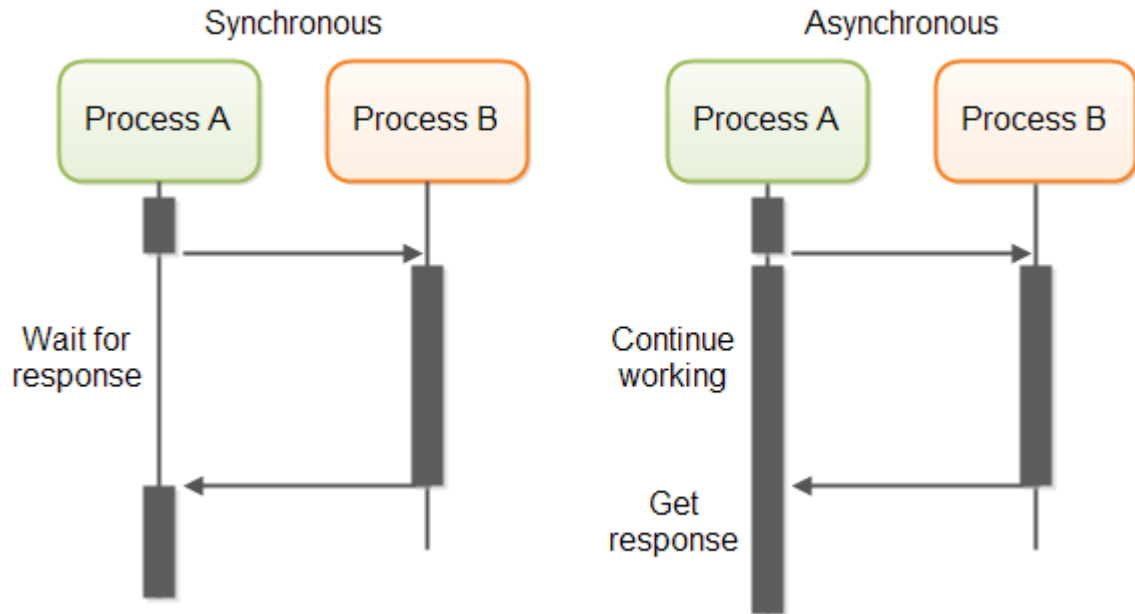 Synchronous
Process A
Process B
Wait for
response
Asynchronous
Process A
Process B
Continue
working
Get
response